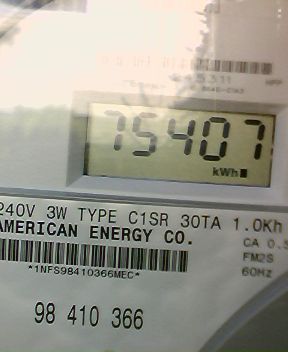 75407
kWh
240V 3W TYPE C1SR 30TA 1.0Kh
AMERICAN ENERGY CO.
CA 0.5
*1NFS98410366MEC*
FM2S
60HZ
98 410 366